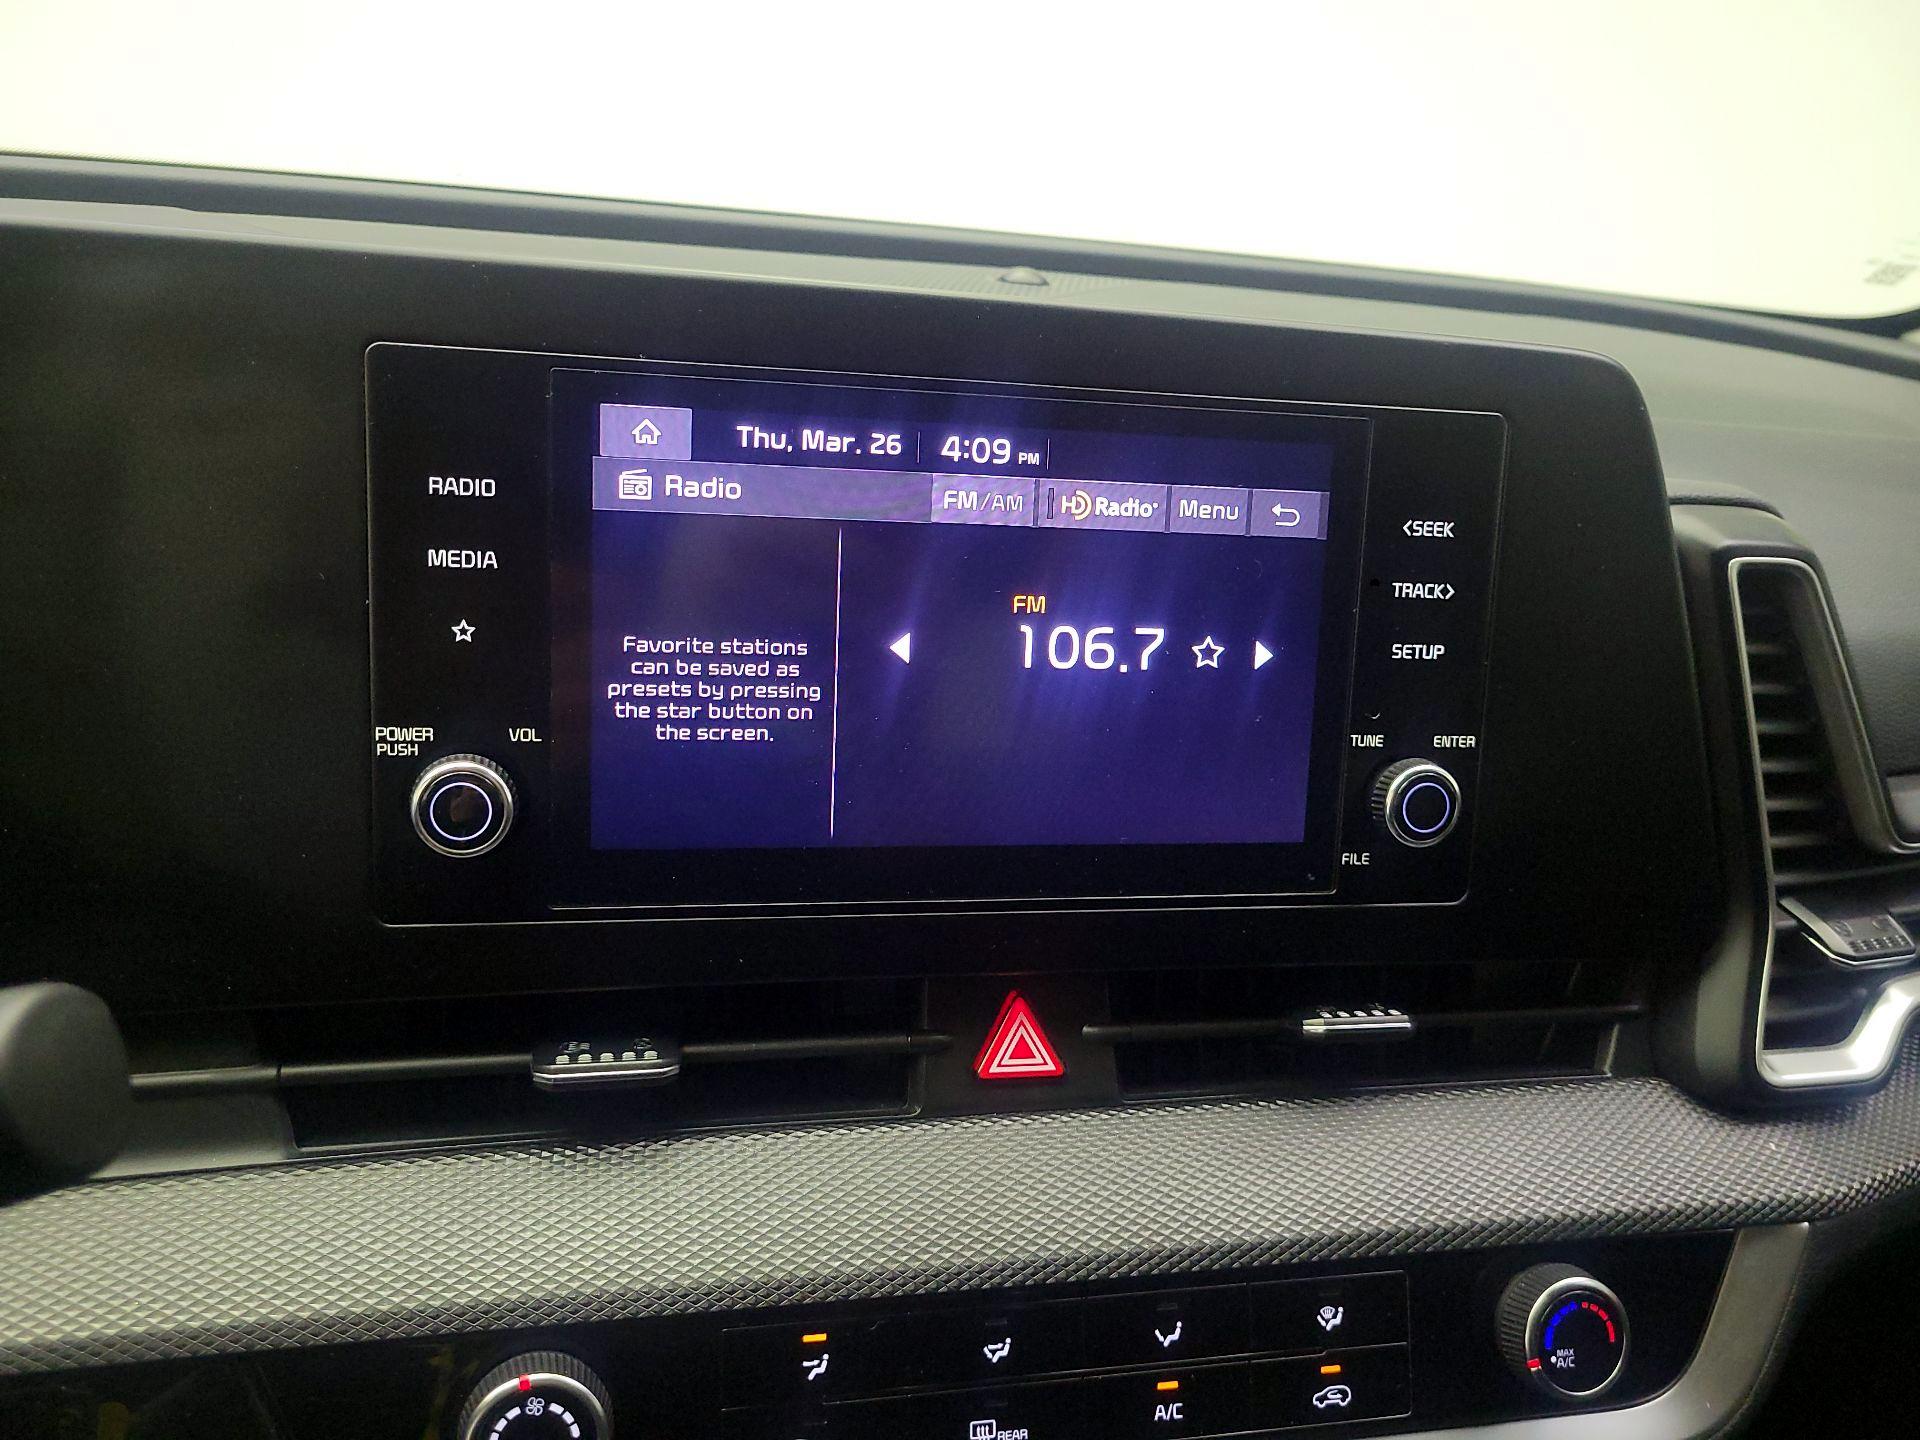 Thu, Mar. 26 4:09 PM
Radio FM/AM HD Radio Menu
RADIO
MEDIA
POWER
PUSH
VOL
Favorite stations
can be saved as
presets by pressing
the star button on
the screen.
FM
106.7
<SEEK
TRACK>
SETUP
TUNE ENTER
FILE
MAX
A/C
A/C
REAR